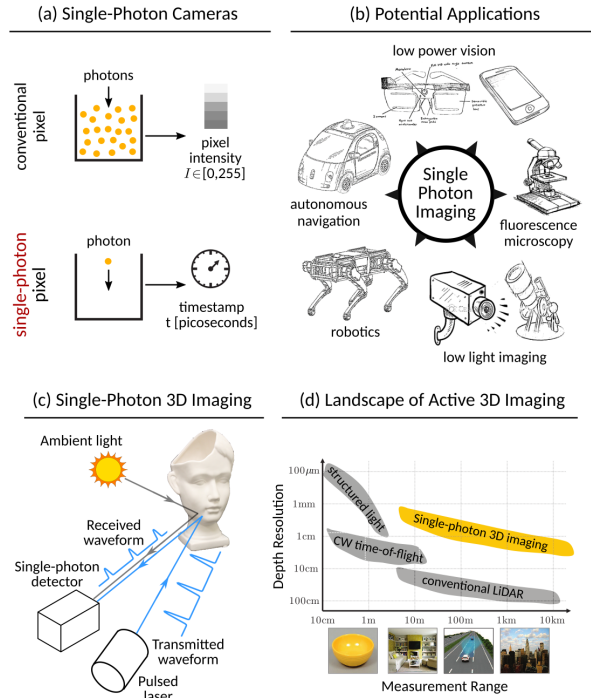 (a) Single-Photon Cameras
conventional
pixel
photons
pixel
intensity
I∈[0,255]
single-photon
pixel
photon
timestamp
t [picoseconds]
(b) Potential Applications
low power vision
autonomous
navigation
Single
Photon
Imaging
fluorescence
microscopy
robotics
low light imaging
(c) Single-Photon 3D Imaging
Ambient light
Received
waveform
Single-photon
detector
Transmitted
waveform
Pulsed
laser
(d) Landscape of Active 3D Imaging
Depth Resolution
100μm
1mm
1cm
10cm
100cm
structured light
Single-photon 3D imaging
CW time-of-flight
conventional LiDAR
10cm 1m 10m 100m 1km 10km
Measurement Range